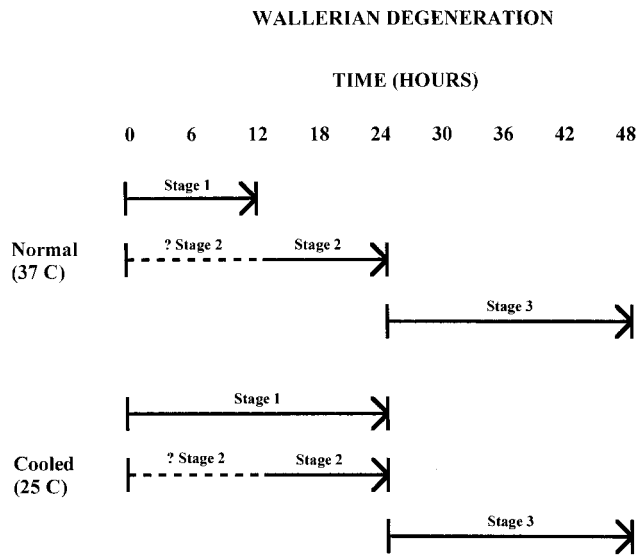 WALLERIAN DEGENERATION
TIME (HOURS)
0 6 12 18 24 30 36 42 48
Stage 1
Normal
(37 C)
? Stage 2 Stage 2
Stage 3
Stage 1
Cooled
(25 C)
? Stage 2 Stage 2
Stage 3